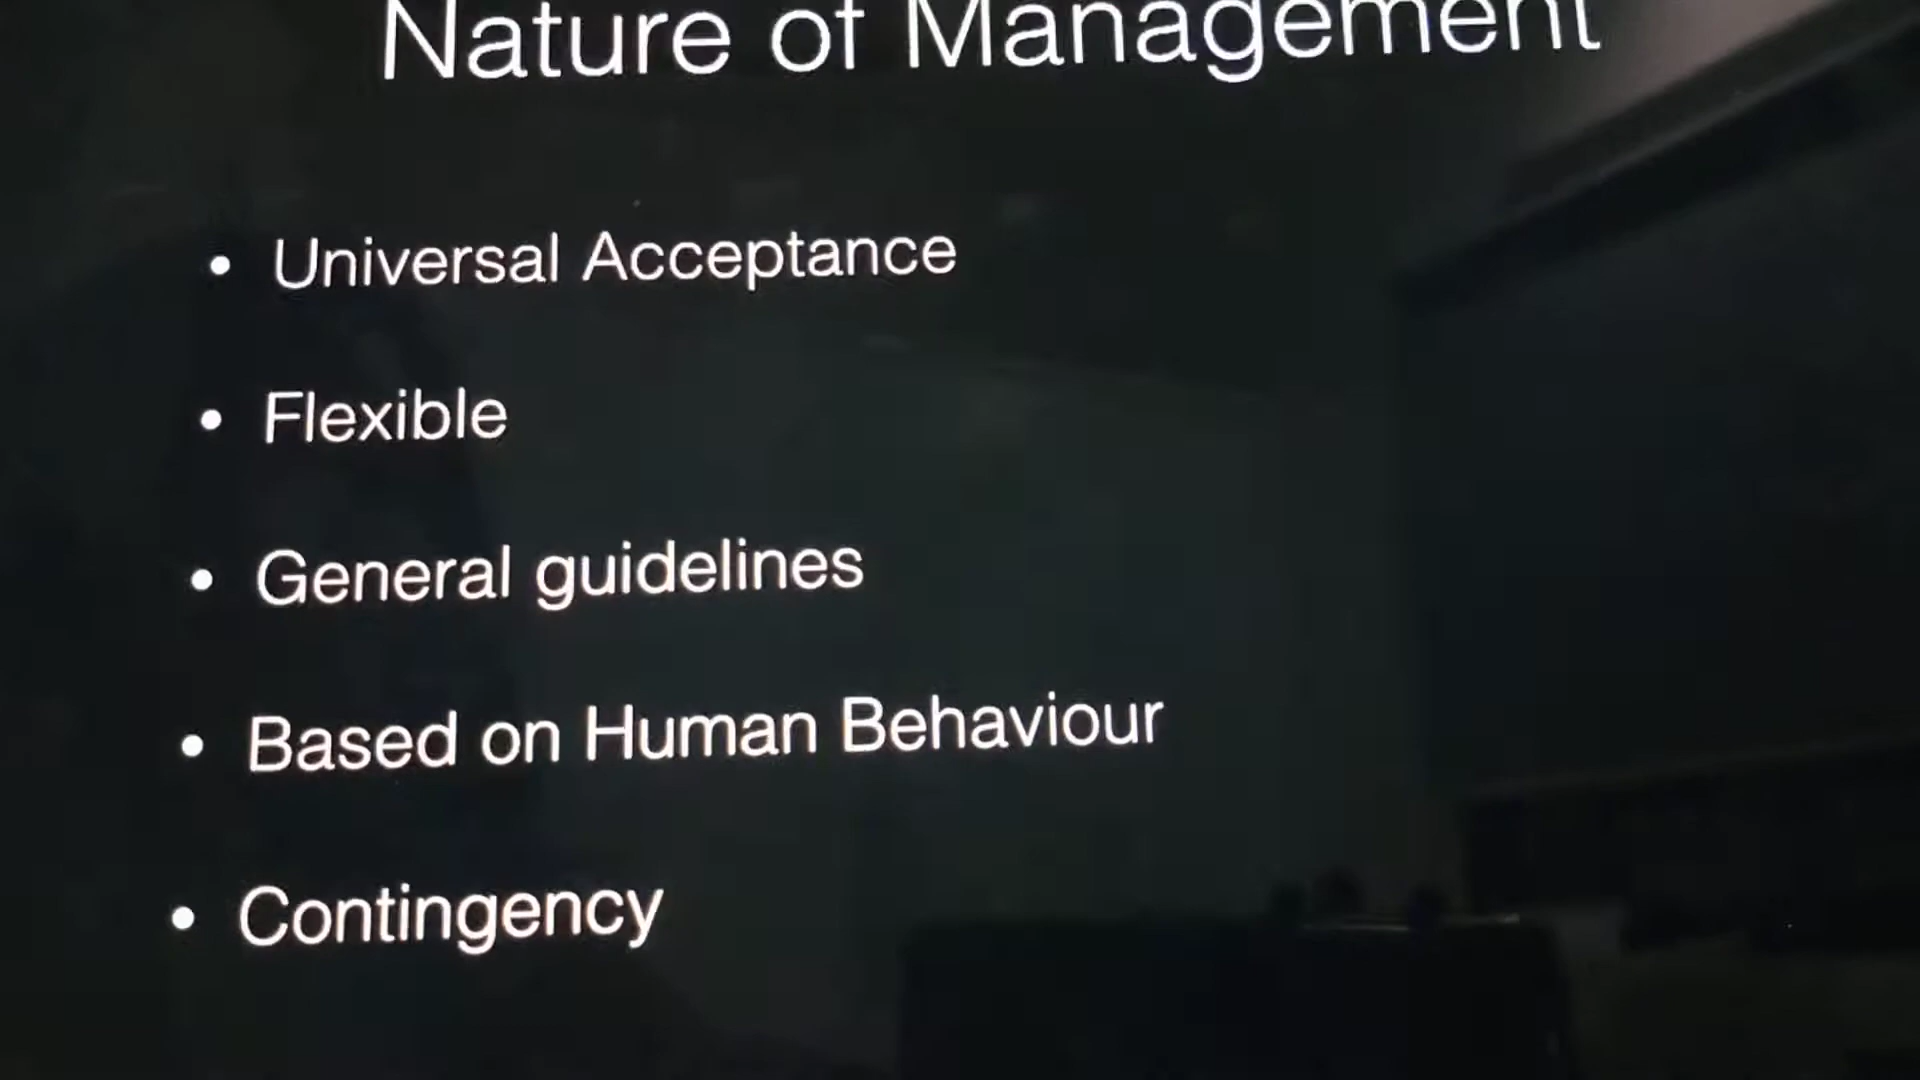 Nature of Management
• Universal Acceptance
• Flexible
• General guidelines
• Based on Human Behaviour
• Contingency